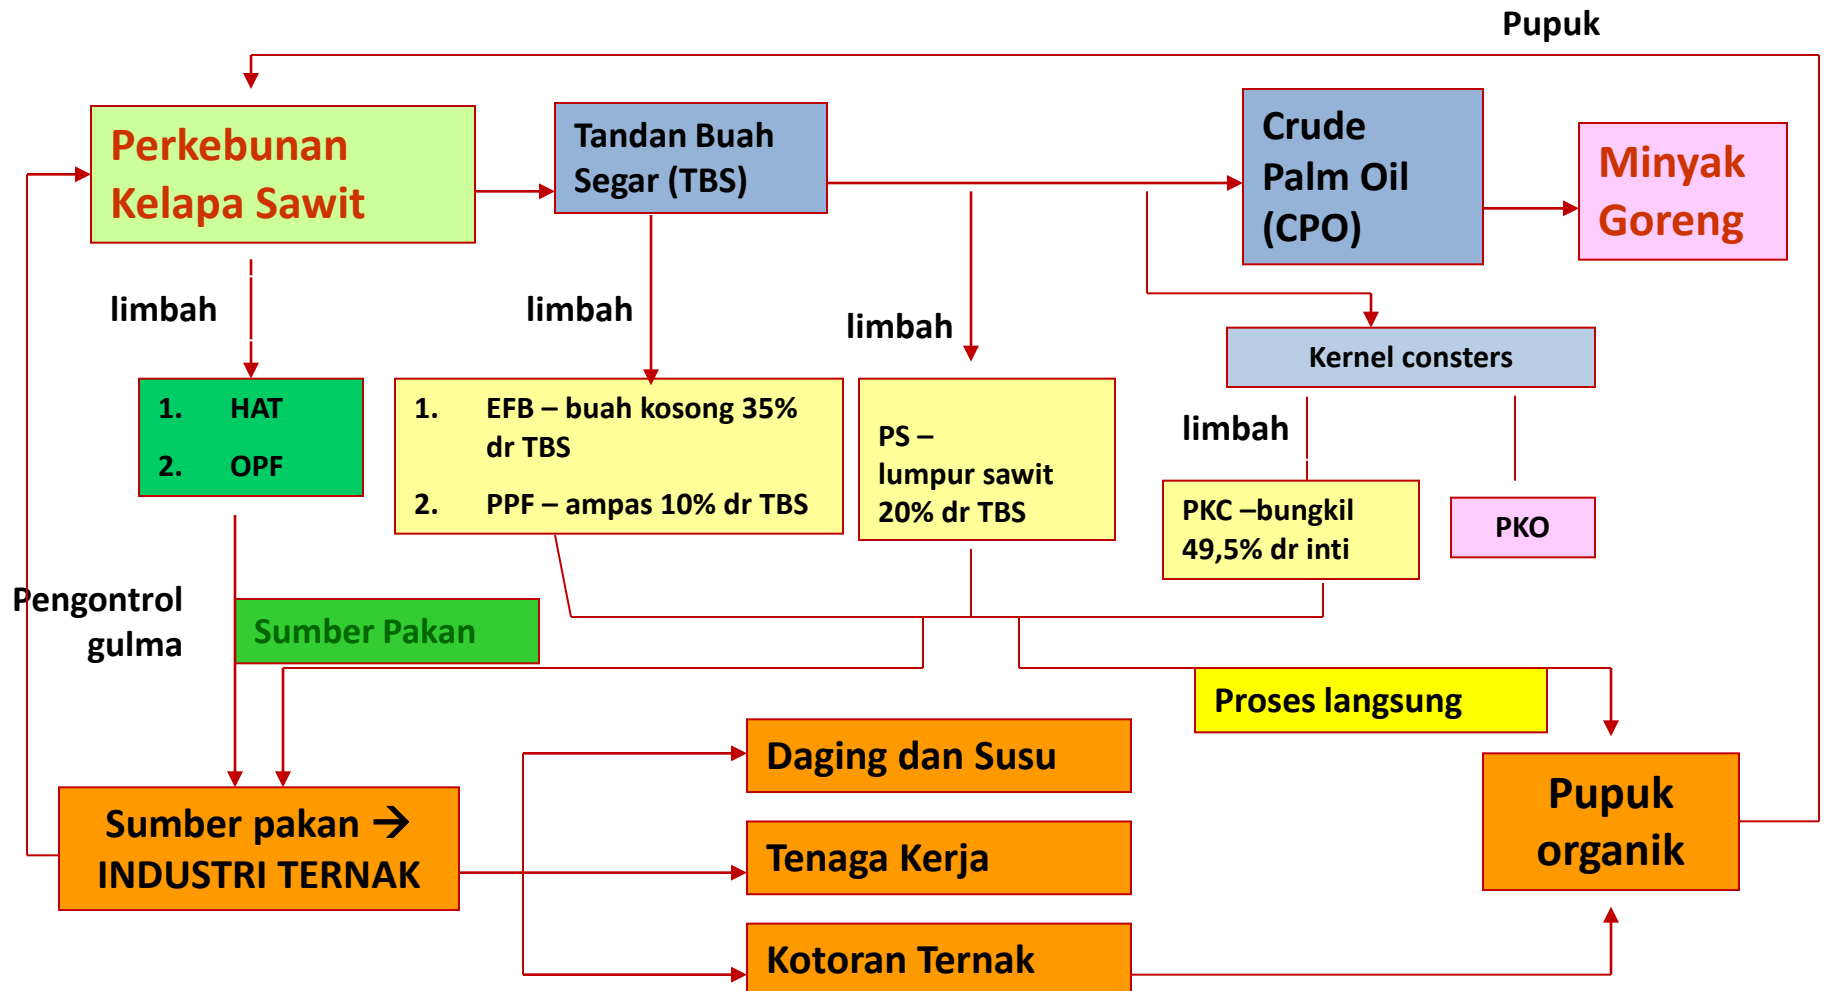 Pupuk
Perkebunan
Kelapa Sawit
Tandan Buah
Segar (TBS)
Crude
Palm Oil
(CPO)
Minyak
Goreng
limbah
limbah
limbah
Kernel consters
1. HAT
2. OPF
1. EFB – buah kosong 35%
dr TBS
2. PPF – ampas 10% dr TBS
PS –
lumpur sawit
20% dr TBS
limbah
PKC –bungkil
49,5% dr inti
PKO
Pengontrol
gulma
Sumber Pakan
Proses langsung
Daging dan Susu
Sumber pakan →
INDUSTRI TERNAK
Tenaga Kerja
Kotoran Ternak
Pupuk
organik